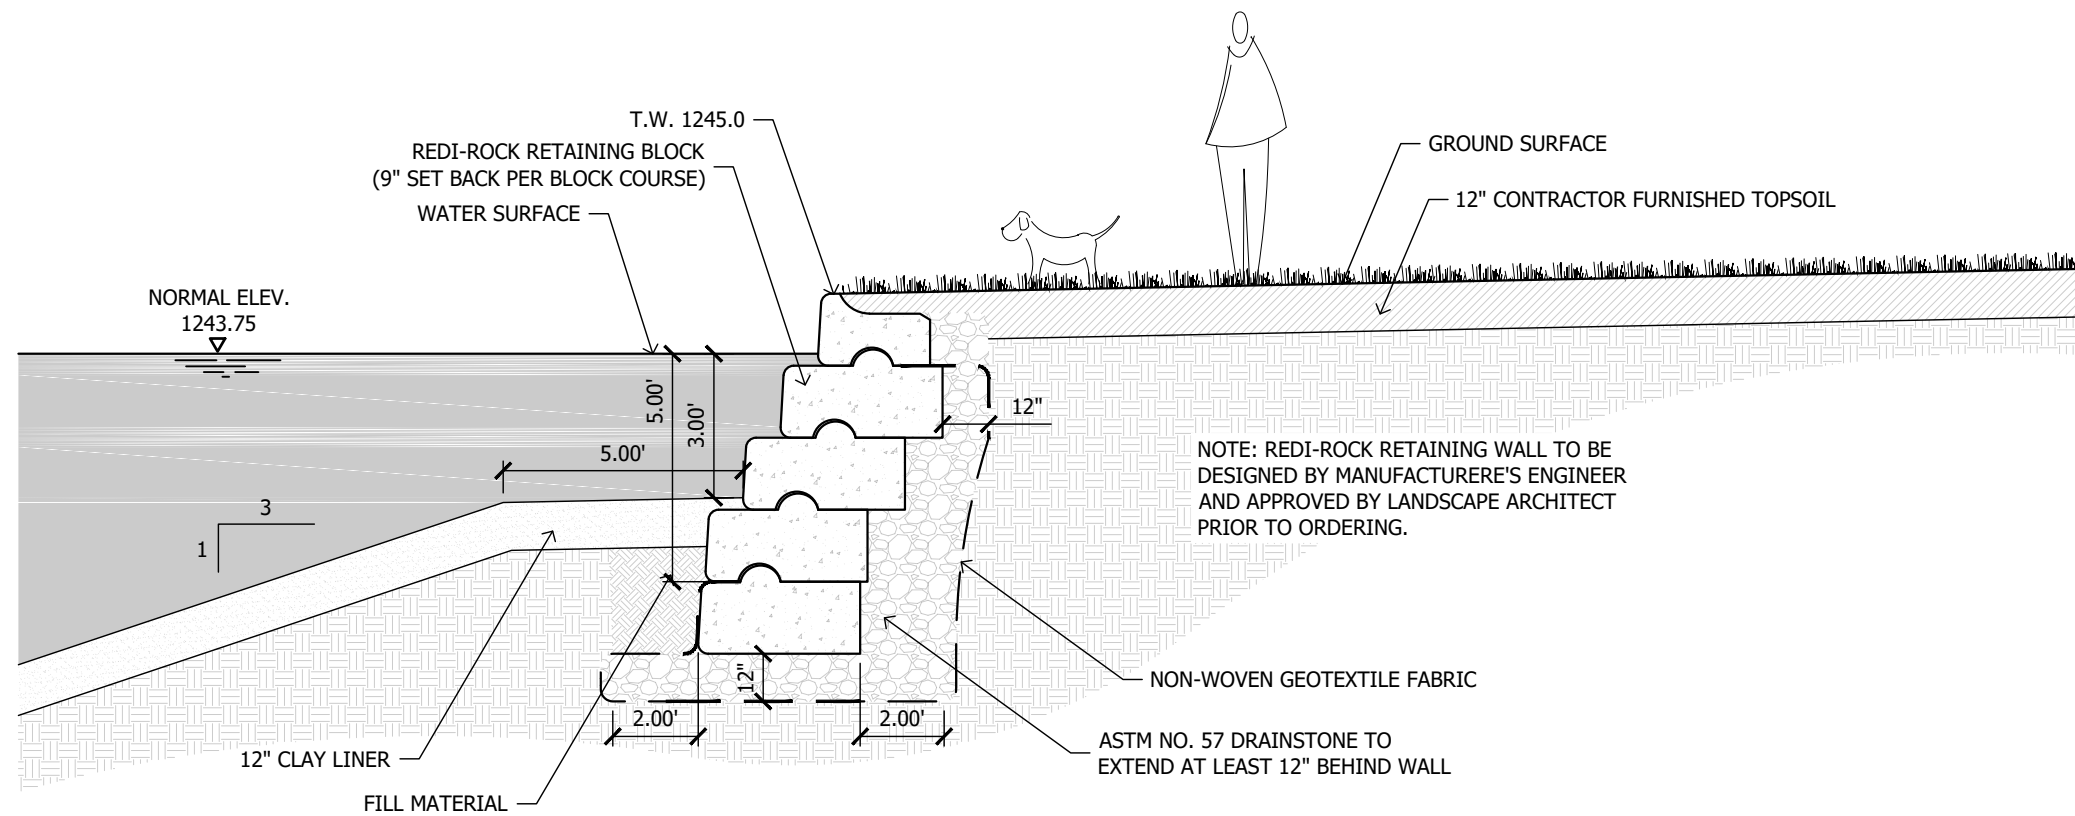 T.W. 1245.0
REDI-ROCK RETAINING BLOCK
(9" SET BACK PER BLOCK COURSE)
WATER SURFACE
NORMAL ELEV.
1243.75
GROUND SURFACE
12" CONTRACTOR FURNISHED TOPSOIL
5.00'
3.00'
5.00'
12"
3
1
NOTE: REDI-ROCK RETAINING WALL TO BE
DESIGNED BY MANUFACTURERE'S ENGINEER
AND APPROVED BY LANDSCAPE ARCHITECT
PRIOR TO ORDERING.
12"
2.00'
2.00'
NON-WOVEN GEOTEXTILE FABRIC
ASTM NO. 57 DRAINSTONE TO
EXTEND AT LEAST 12" BEHIND WALL
12" CLAY LINER
FILL MATERIAL